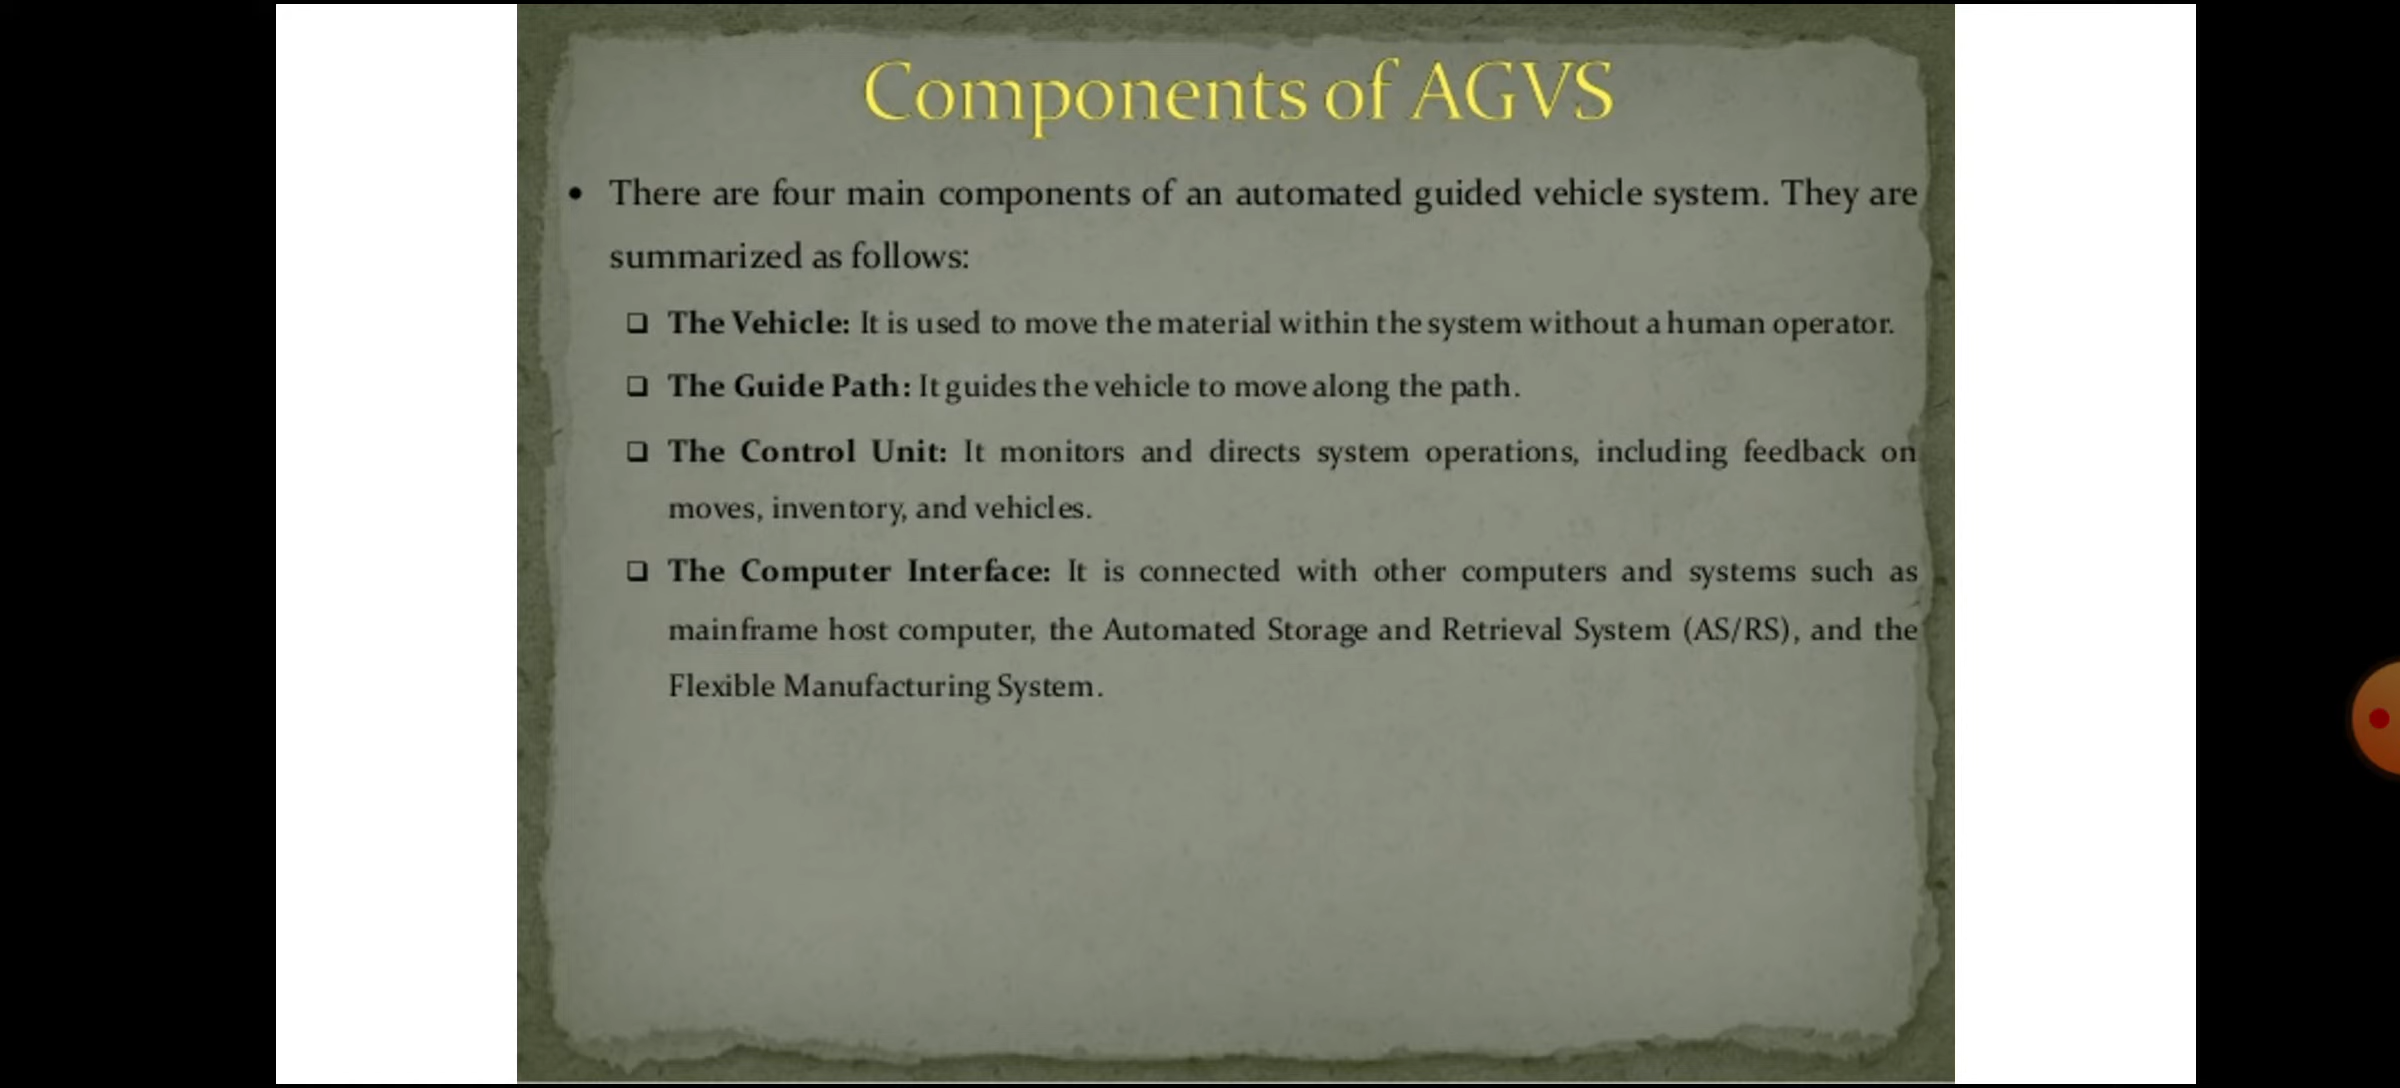 Components of AGVS
• There are four main components of an automated guided vehicle system. They are
summarized as follows:
❑ The Vehicle: It is used to move the material within the system without a human operator.
❑ The Guide Path: It guides the vehicle to move along the path.
❑ The Control Unit: It monitors and directs system operations, including feedback on
moves, inventory, and vehicles.
❑ The Computer Interface: It is connected with other computers and systems such as
mainframe host computer, the Automated Storage and Retrieval System (AS/RS), and the
Flexible Manufacturing System.